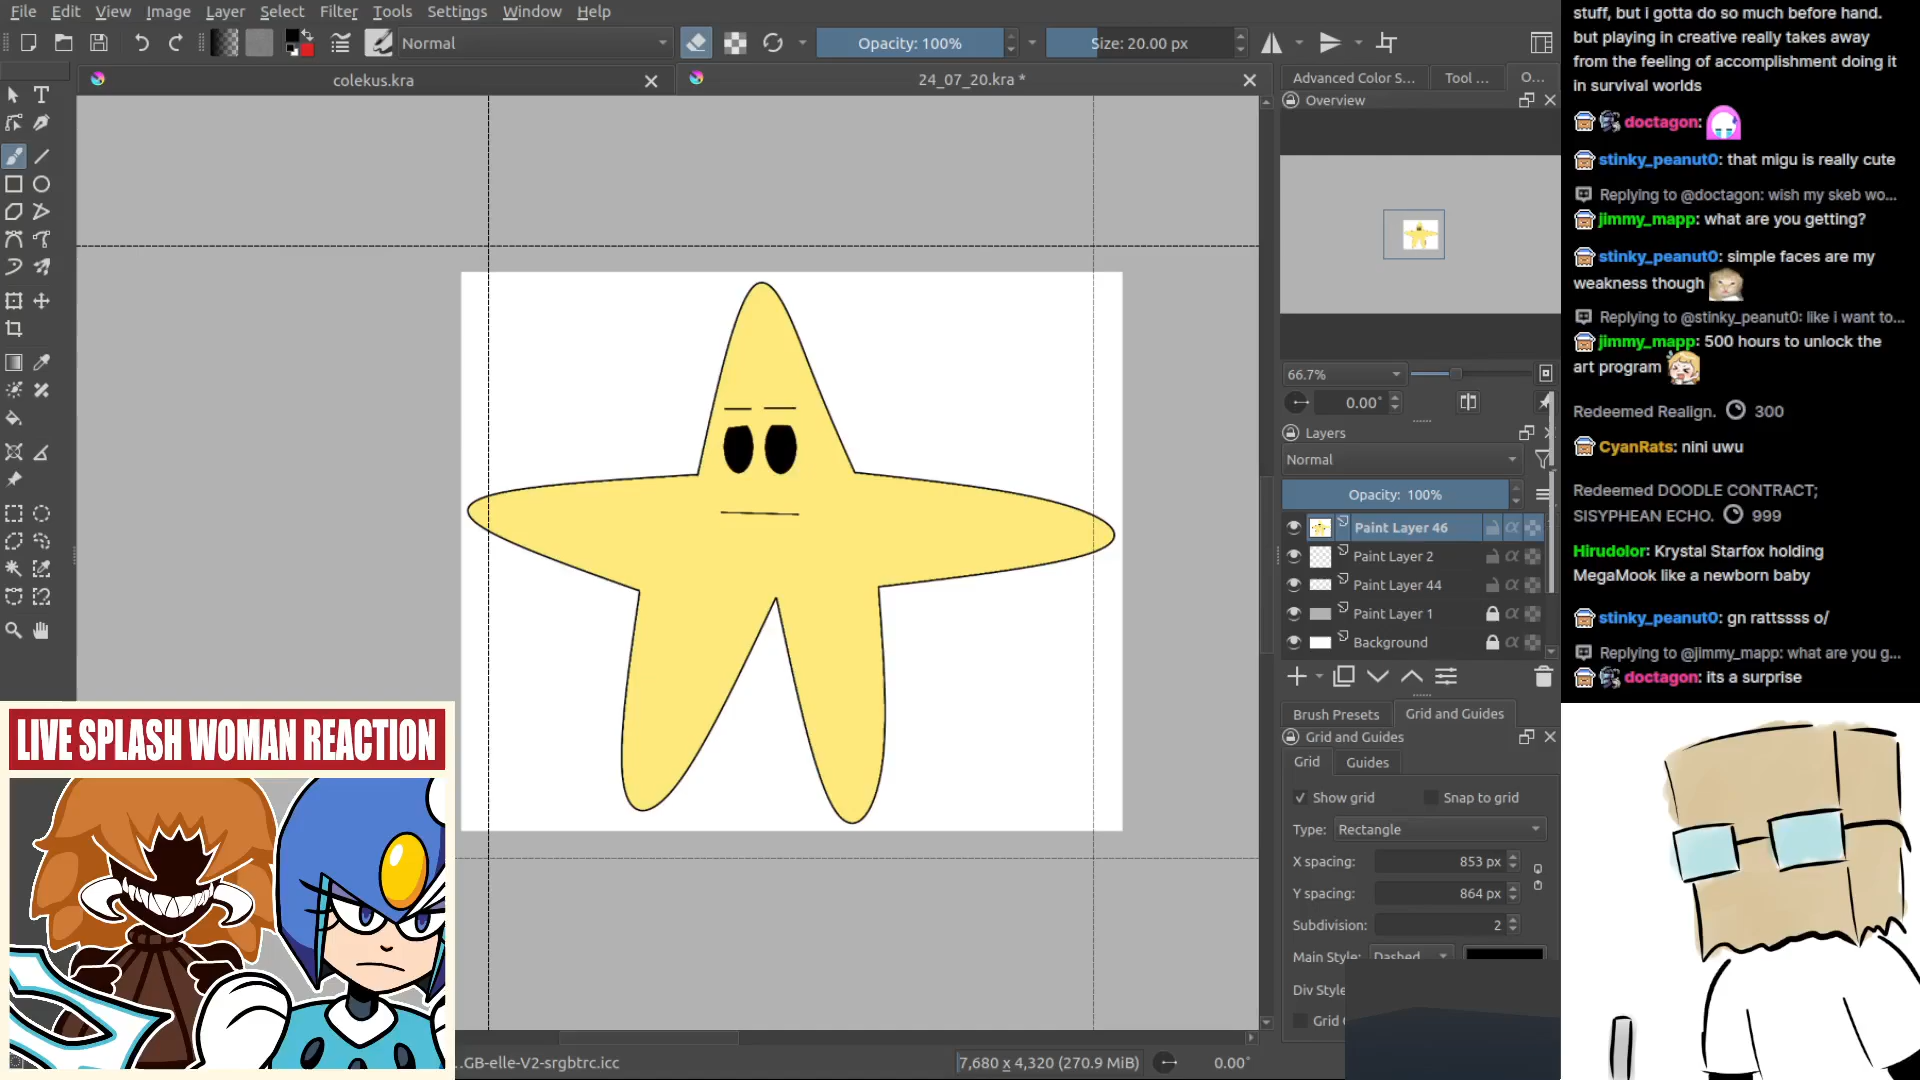 File Edit View Image Layer Select Filter Tools Settings Window Help
Normal
Opacity: 100%
Size: 20.00 px
colekus.kra
24_07_20.kra *
Advanced Color S...
Tool ...
O...
Overview
66.7%
0.00°
Layers
Normal
Opacity: 100%
Paint Layer 46
Paint Layer 2
Paint Layer 44
Paint Layer 1
Background
Brush Presets
Grid and Guides
Grid and Guides
Grid
Guides
Show grid
Snap to grid
Type: Rectangle
X spacing: 853 px
Y spacing: 864 px
Subdivision: 2
Main Style: Dashed
Div Style
Grid
..GB-elle-V2-srgbtrc.icc
7,680 x 4,320 (270.9 MiB)
0.00°
LIVE SPLASH WOMAN REACTION
stuff, but i gotta do so much before hand.
but playing in creative really takes away
from the feeling of accomplishment doing it
in survival worlds
doctagon:
stinky_peanut0: that migu is really cute
Replying to @doctagon: wish my skeb wo...
jimmy_mapp: what are you getting?
stinky_peanut0: simple faces are my
weakness though
Replying to @stinky_peanut0: like i want to...
jimmy_mapp: 500 hours to unlock the
art program
Redeemed Realign. 300
CyanRats: nini uwu
Redeemed DOODLE CONTRACT;
SISYPHEAN ECHO. 999
Hirudolor: Krystal Starfox holding
MegaMook like a newborn baby
stinky_peanut0: gn rattssss o/
Replying to @jimmy_mapp: what are you g...
doctagon: its a surprise